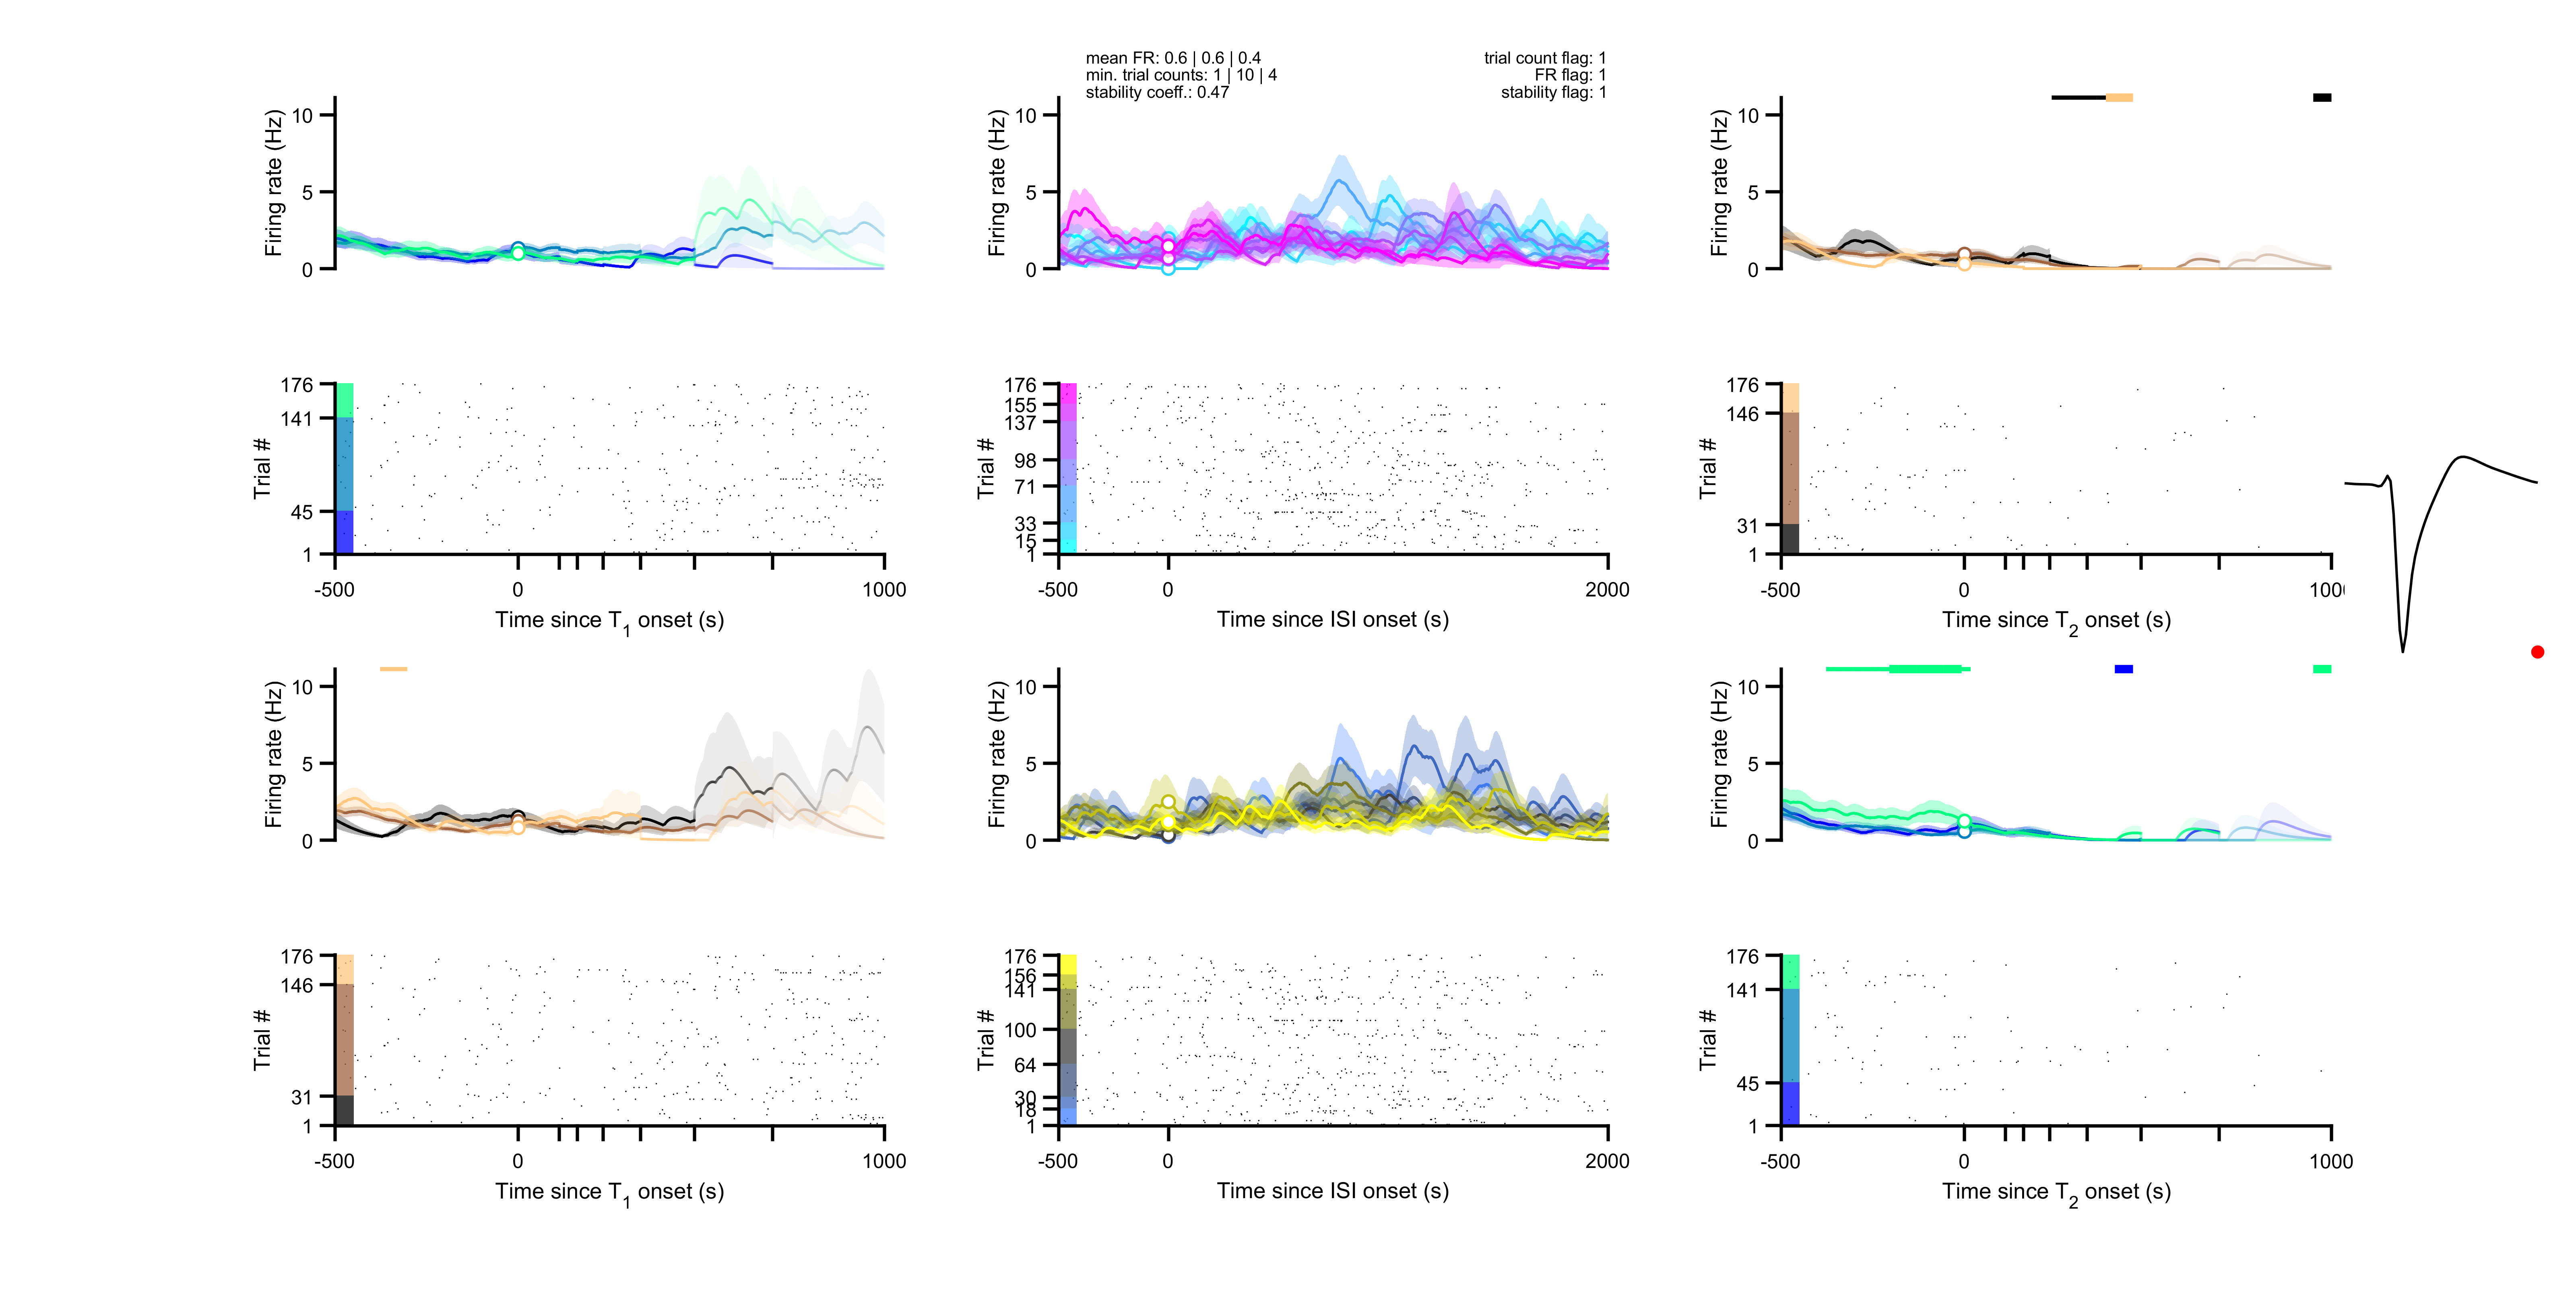 mean FR: 0.6 | 0.6 | 0.4
min. trial counts: 1 | 10 | 4
stability coeff.: 0.47
trial count flag: 1
FR flag: 1
stability flag: 1
Firing rate (Hz)
10
5
0
Firing rate (Hz)
10
5
0
Firing rate (Hz)
10
5
0
Trial #
176
141
45
1
-500
0
1000
Time since T1 onset (s)
Trial #
176
155
137
98
71
33
15
1
-500
0
2000
Time since ISI onset (s)
Trial #
176
146
31
1
-500
0
1000
Time since T2 onset (s)
Firing rate (Hz)
10
5
0
Firing rate (Hz)
10
5
0
Firing rate (Hz)
10
5
0
Trial #
176
146
31
1
-500
0
1000
Time since T1 onset (s)
Trial #
176
156
141
100
64
30
18
1
-500
0
2000
Time since ISI onset (s)
Trial #
176
141
45
1
-500
0
1000
Time since T2 onset (s)